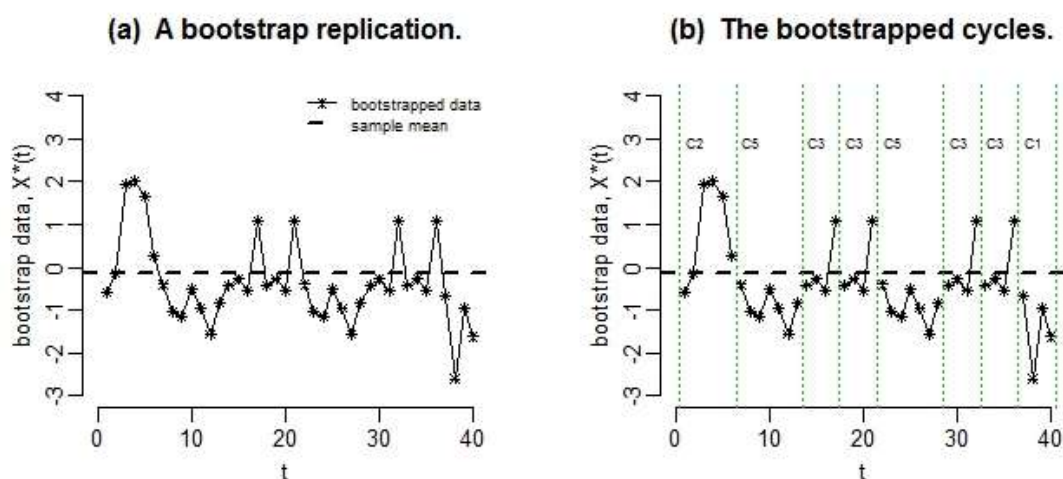 (a) A bootstrap replication.
bootstrap data, X*(t)
4
3
2
1
0
-1
-2
-3
bootstrapped data
sample mean
0 10 20 30 40
t
(b) The bootstrapped cycles.
bootstrap data, X*(t)
4
3
2
1
0
-1
-2
-3
C2 C5 C3 C3 C5 C3 C3 C1
0 10 20 30 40
t